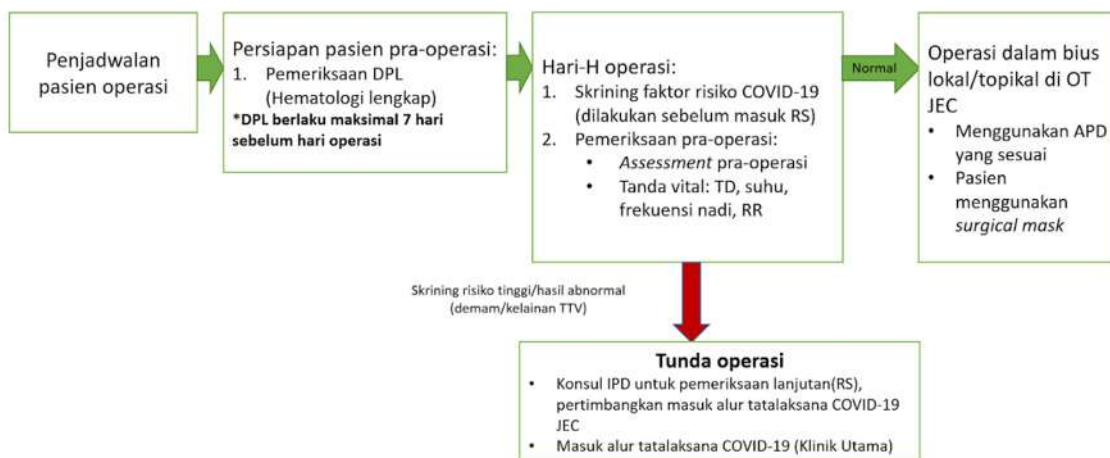 Penjadwalan
pasien operasi
Persiapan pasien pra-operasi:
1. Pemeriksaan DPL
(Hematologi lengkap)
*DPL berlaku maksimal 7 hari
sebelum hari operasi
Hari-H operasi:
1. Skrining faktor risiko COVID-19
(dilakukan sebelum masuk RS)
2. Pemeriksaan pra-operasi:
• Assessment pra-operasi
• Tanda vital: TD, suhu,
frekuensi nadi, RR
Normal
Operasi dalam bius
lokal/topikal di OT
JEC
• Menggunakan APD
yang sesuai
• Pasien
menggunakan
surgical mask
Skrining risiko tinggi/hasil abnormal
(demam/kelainan TTV)
Tunda operasi
• Konsul IPD untuk pemeriksaan lanjutan(RS),
pertimbangkan masuk alur tatalaksana COVID-19
JEC
• Masuk alur tatalaksana COVID-19 (Klinik Utama)